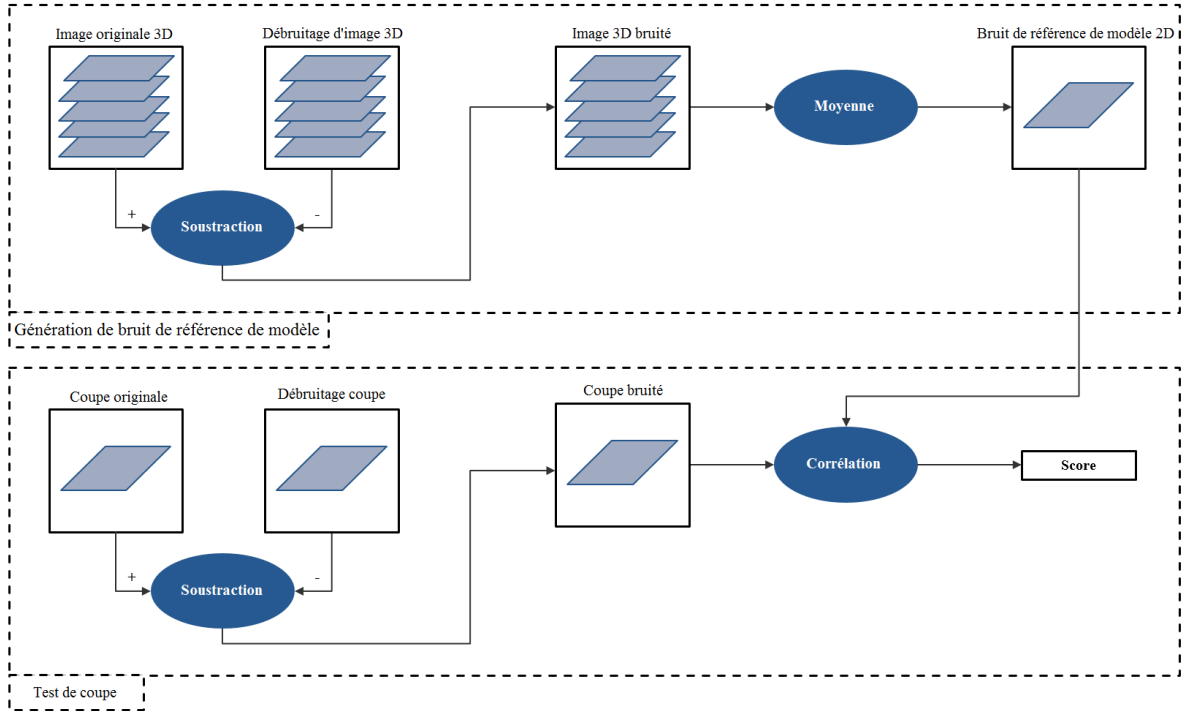 Image originale 3D
Débruitage d'image 3D
Image 3D bruité
Bruit de référence de modèle 2D
Moyenne
+
-
Soustraction
Génération de bruit de référence de modèle
Coupe originale
Débruitage coupe
Coupe bruité
Corrélation
Score
+
-
Soustraction
Test de coupe